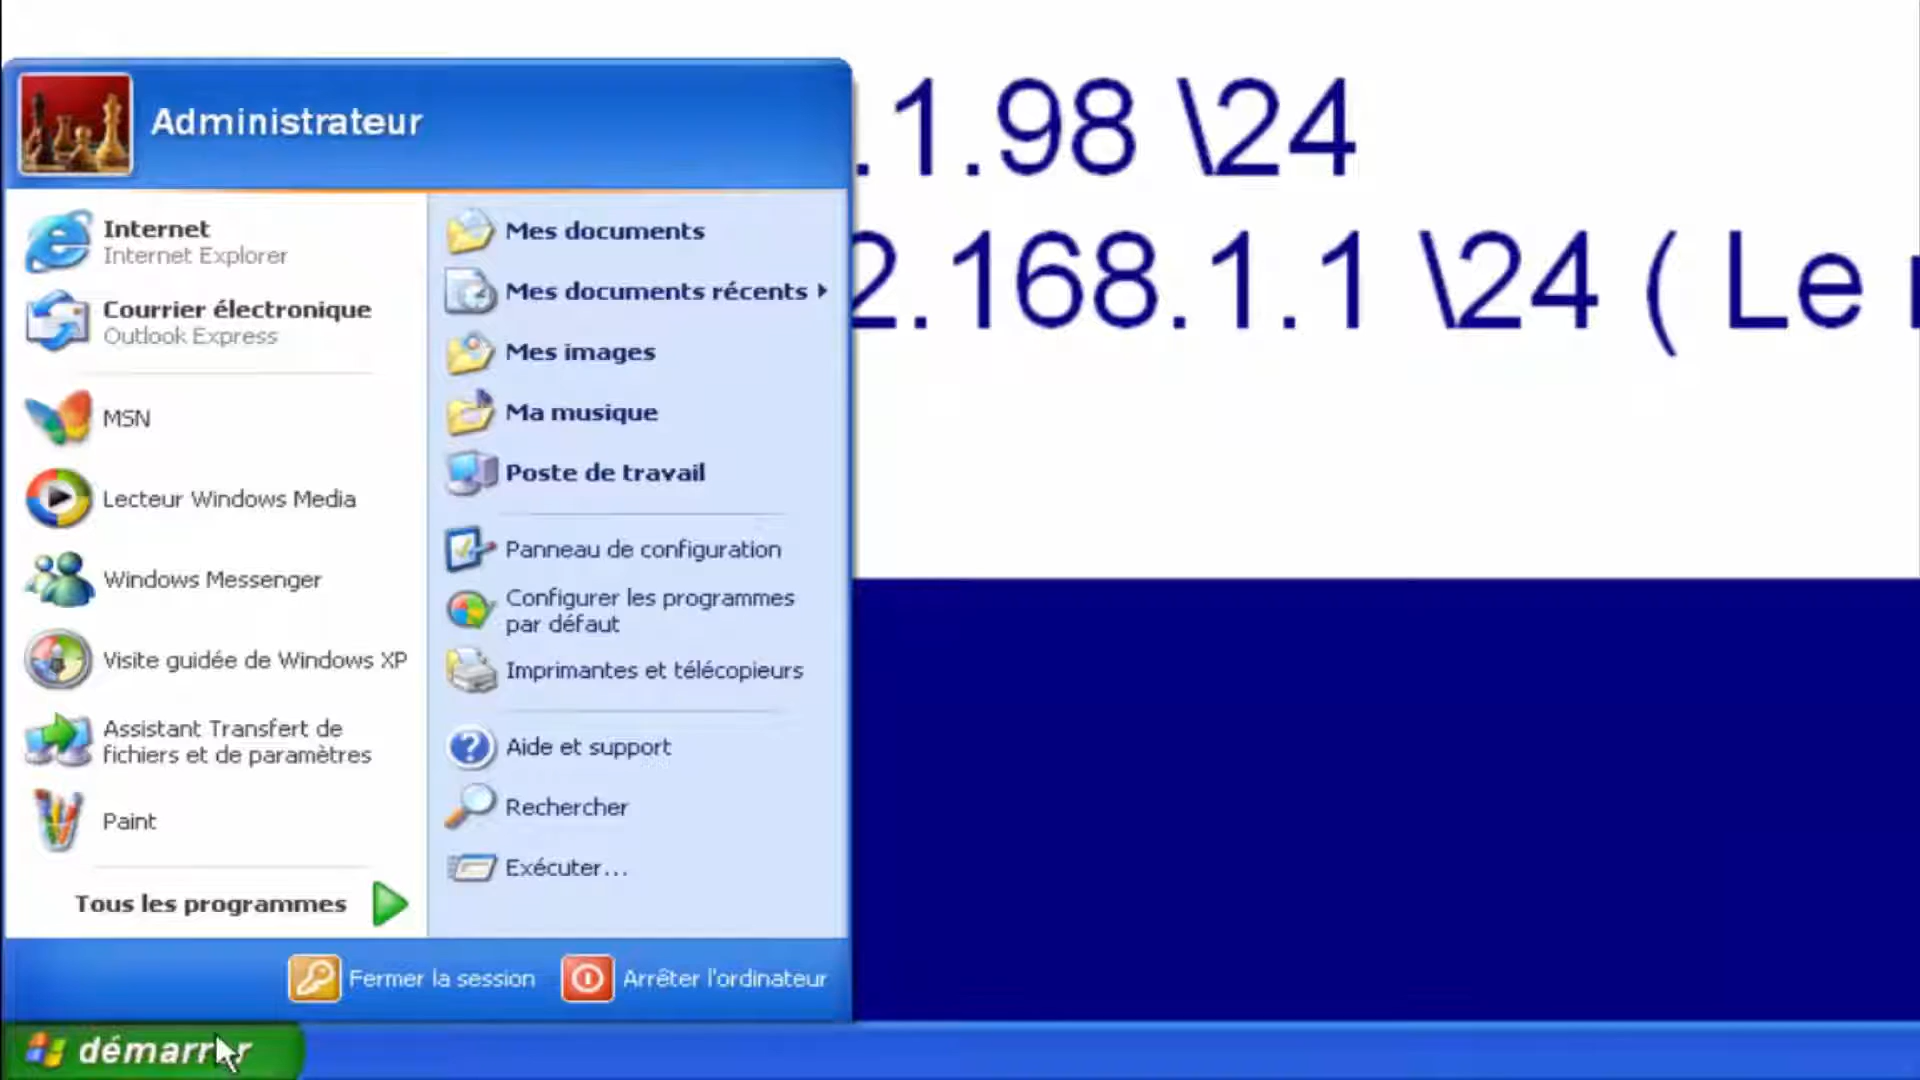 .1.98 \24
2.168.1.1 \24 ( Le
Administrateur
Internet
Internet Explorer
Courrier électronique
Outlook Express
MSN
Lecteur Windows Media
Windows Messenger
Visite guidée de Windows XP
Assistant Transfert de
fichiers et de paramètres
Paint
Tous les programmes
Mes documents
Mes documents récents
Mes images
Ma musique
Poste de travail
Panneau de configuration
Configurer les programmes
par défaut
Imprimantes et télécopieurs
Aide et support
Rechercher
Exécuter...
Fermer la session
Arrêter l'ordinateur
démarrer